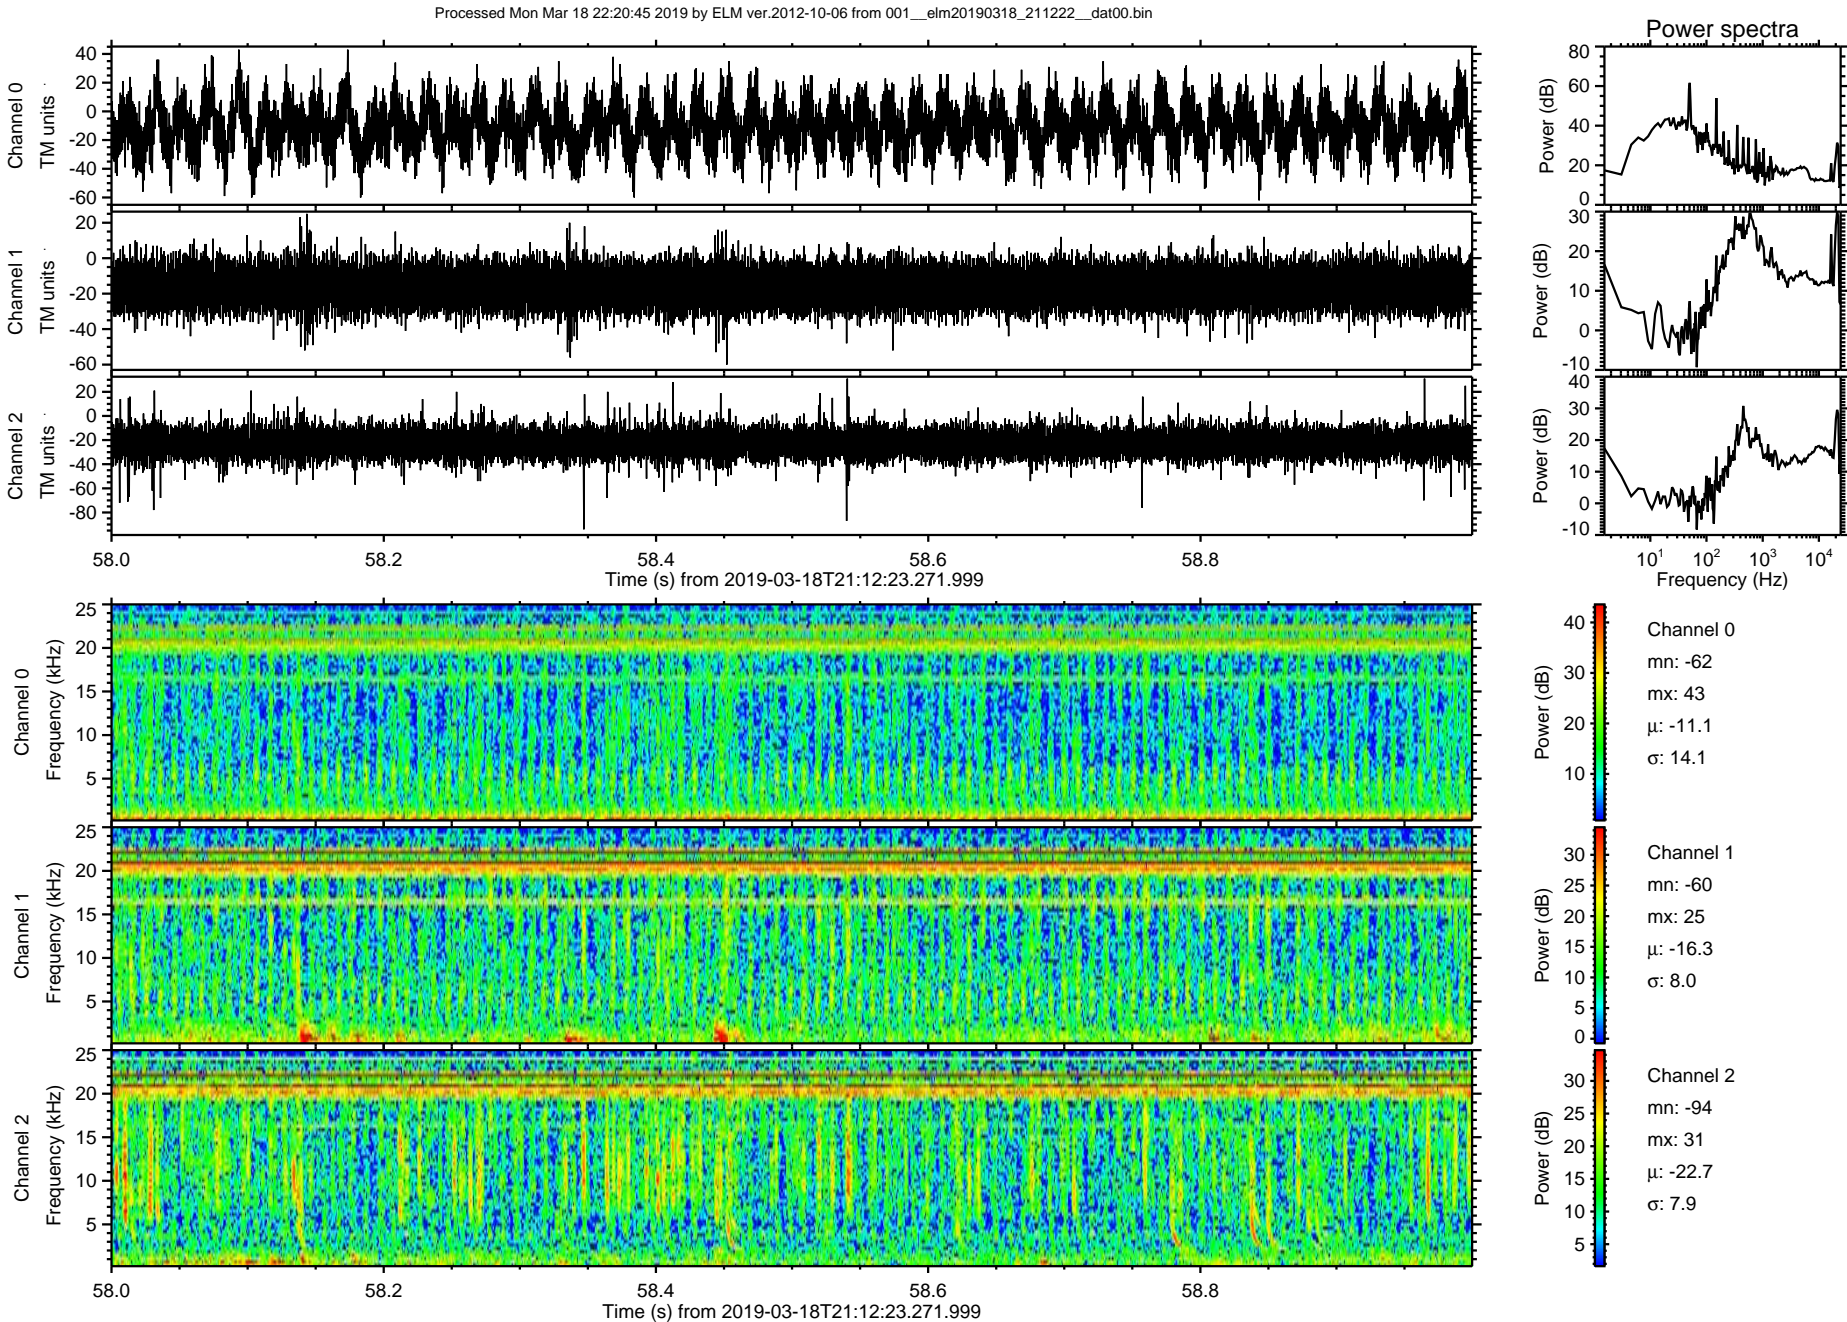 Processed Mon Mar 18 22:20:45 2019 by ELM ver.2012-10-06 from 001__elm20190318_211222__dat00.bin
Power spectra
Channel 0
TM units
40
20
0
-20
-40
-60
Power (dB)
80
60
40
20
0
Channel 1
TM units
20
0
-20
-40
-60
Power (dB)
30
20
10
0
-10
Channel 2
TM units
20
0
-20
-40
-60
-80
Power (dB)
40
30
20
10
0
-10
58.0 58.2 58.4 58.6 58.8
Time (s) from 2019-03-18T21:12:23.271.999
10^1 10^2 10^3 10^4
Frequency (Hz)
Channel 0
Frequency (kHz)
25
20
15
10
5
Power (dB)
40
30
20
10
Channel 0
mn: -62
mx: 43
μ: -11.1
σ: 14.1
Channel 1
Frequency (kHz)
25
20
15
10
5
Power (dB)
30
25
20
15
10
5
0
Channel 1
mn: -60
mx: 25
μ: -16.3
σ: 8.0
Channel 2
Frequency (kHz)
25
20
15
10
5
Power (dB)
30
25
20
15
10
5
Channel 2
mn: -94
mx: 31
μ: -22.7
σ: 7.9
58.0 58.2 58.4 58.6 58.8
Time (s) from 2019-03-18T21:12:23.271.999